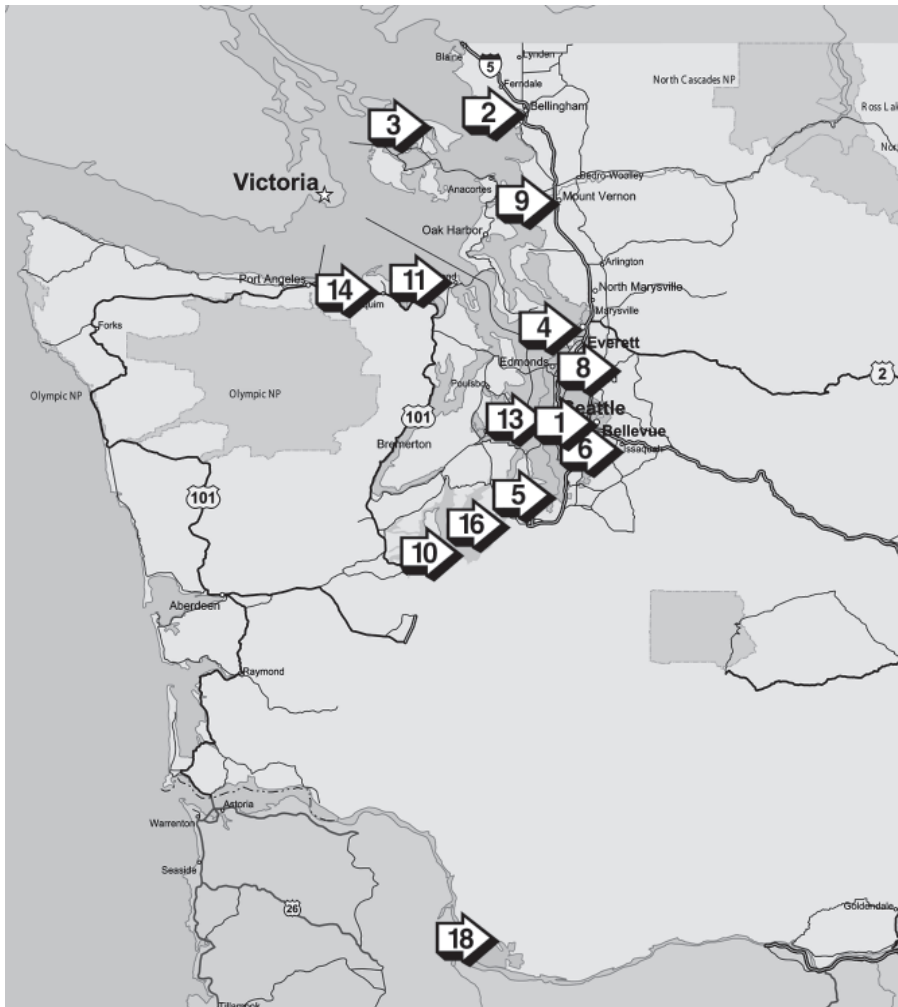 Blaine
Lynden
5
Ferndale
North Cascades NP
2
Bellingham
Ross Lak
3
Nor
Sedro-Woolley
Victoria
Anacortes
9
Mount Vernon
Oak Harbor
Arlington
Port Angeles
14
11
North Marysville
Marysville
Forks
4
Everett
Edmonds
8
2
Olympic NP
Olympic NP
Poulsbo
101
13
1
Seattle
Bellevue
Bremerton
6
Issaquah
101
5
16
10
Aberdeen
Raymond
Astoria
Warrenton
Seaside
26
Goldendale
18
Tillamook